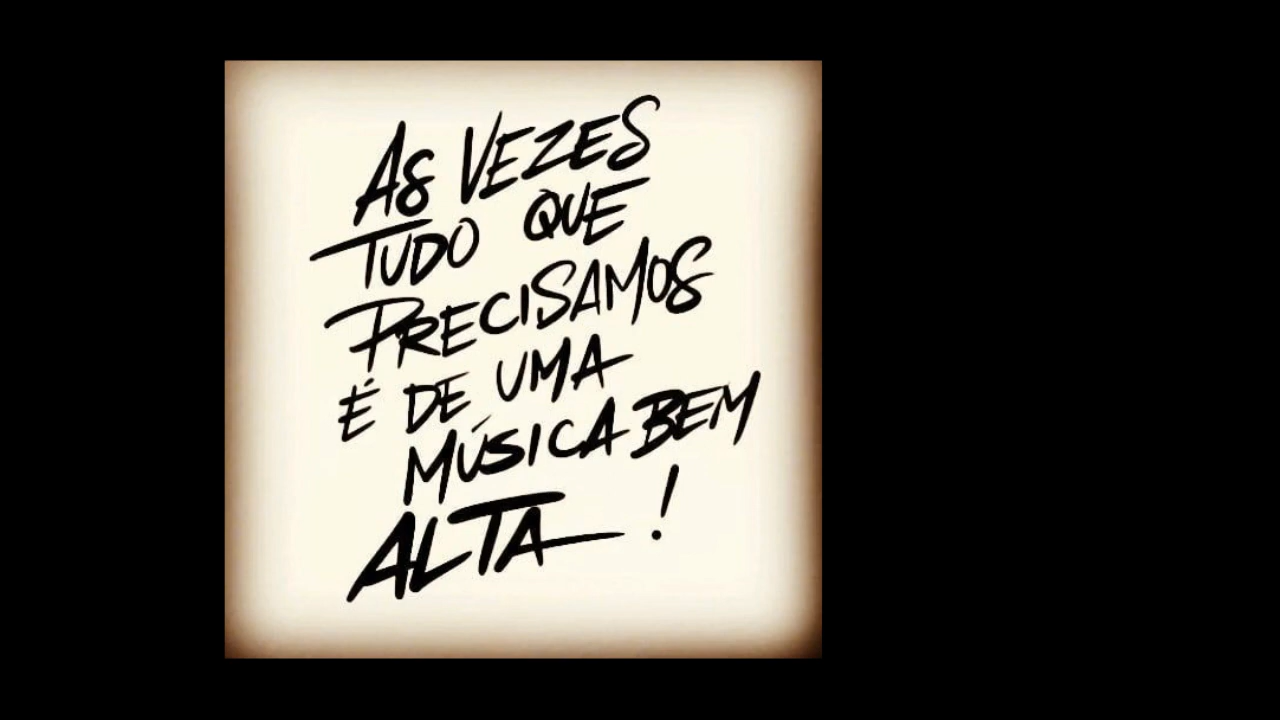 AS VEZES
TUDO QUE
PRECISAMOS
É DE UMA
MÚSICA BEM
ALTA!